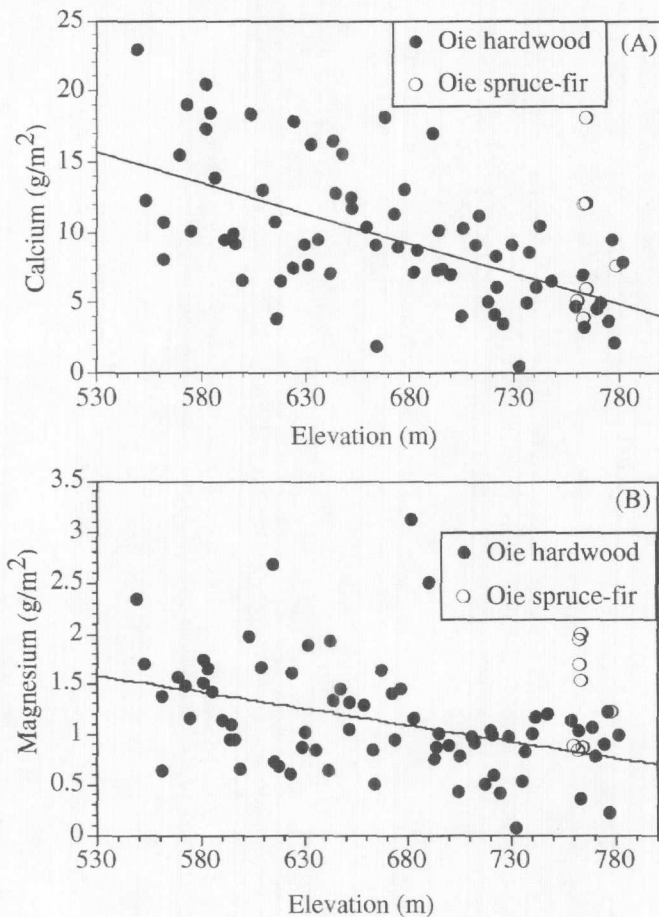 25
20
15
10
5
0
Calcium (g/m²)
Oie hardwood
Oie spruce-fir
(A)
530 580 630 680 730 780
Elevation (m)
3.5
3
2.5
2
1.5
1
0.5
0
Magnesium (g/m²)
(B)
Oie hardwood
Oie spruce-fir
530 580 630 680 730 780
Elevation (m)